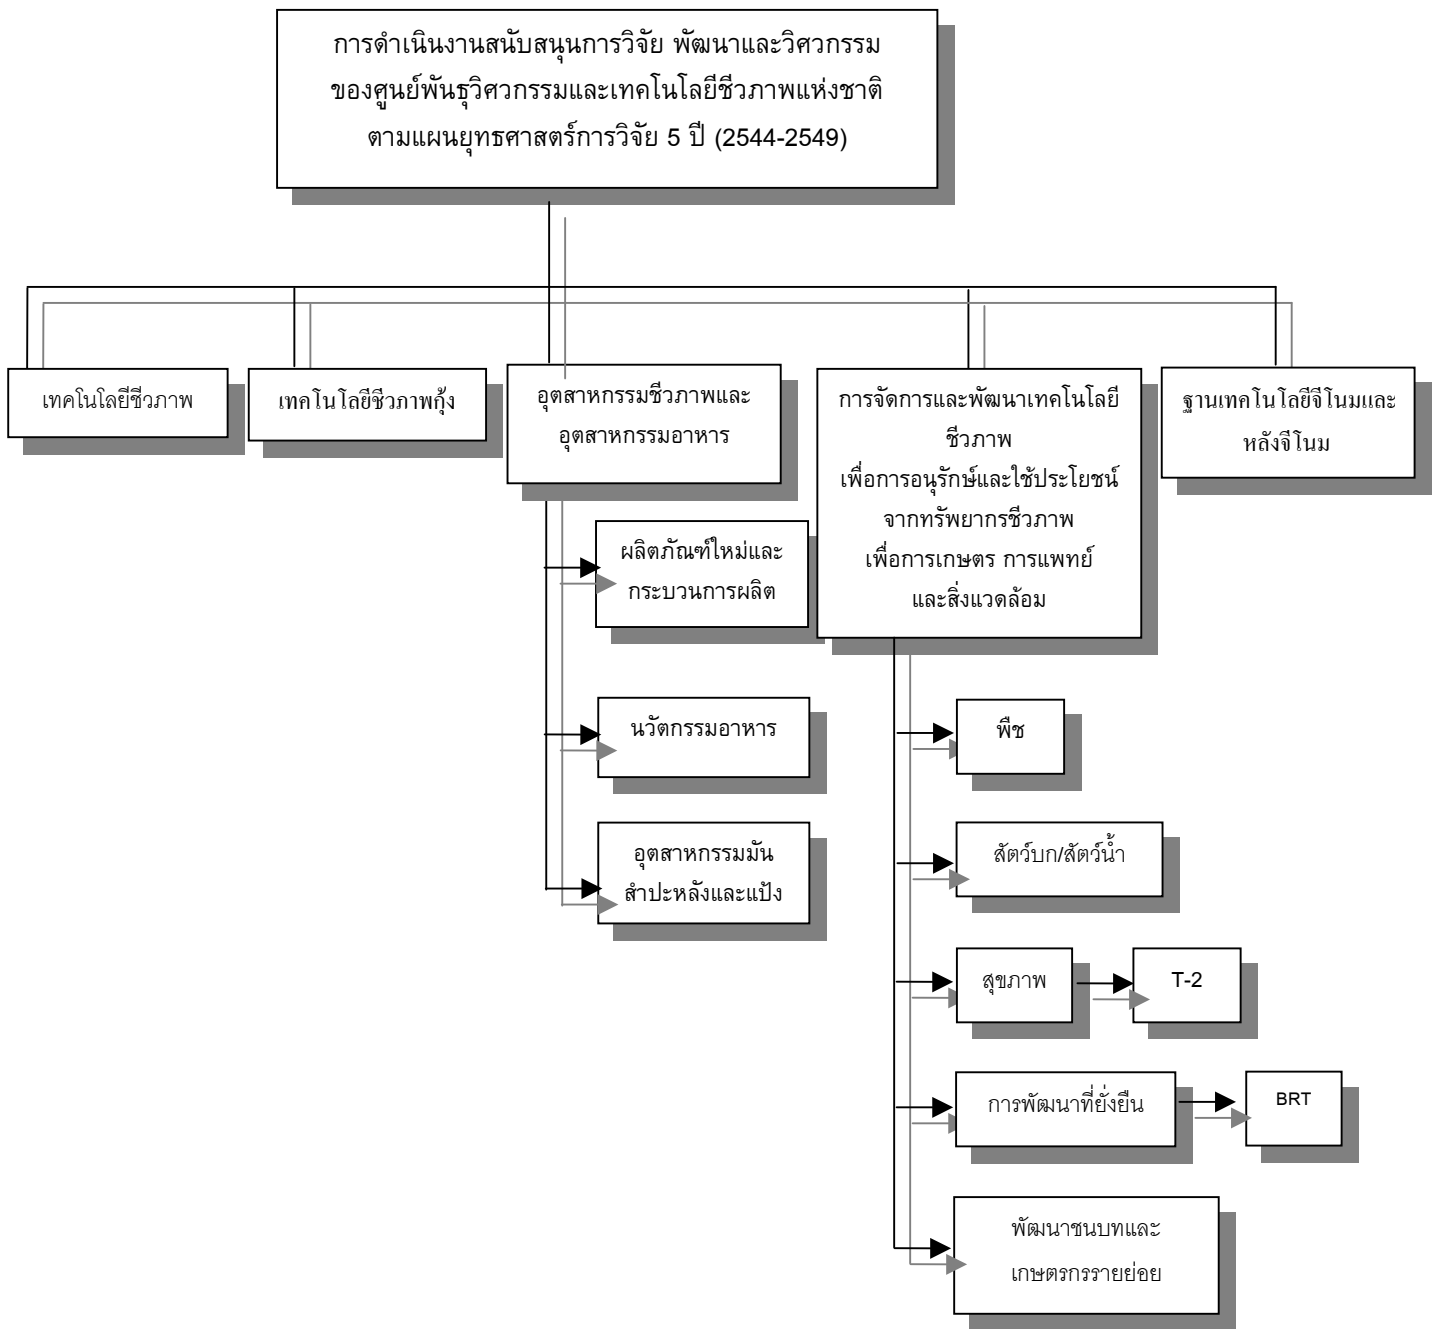 การดำเนินงานสนับสนุนการวิจัย พัฒนาและวิศวกรรม
ของศูนย์พันธุวิศวกรรมและเทคโนโลยีชีวภาพแห่งชาติ
ตามแผนยุทธศาสตร์การวิจัย 5 ปี (2544-2549)
เทคโนโลยีชีวภาพ
เทคโนโลยีชีวภาพกุ้ง
อุตสาหกรรมชีวภาพและ
อุตสาหกรรมอาหาร
การจัดการและพัฒนาเทคโนโลยี
ชีวภาพ
เพื่อการอนุรักษ์และใช้ประโยชน์
จากทรัพยากรชีวภาพ
เพื่อการเกษตร การแพทย์
และสิ่งแวดล้อม
ฐานเทคโนโลยีจีโนมและ
หลังจีโนม
ผลิตภัณฑ์ใหม่และ
กระบวนการผลิต
นวัตกรรมอาหาร
อุตสาหกรรมมัน
สำปะหลังและแป้ง
พืช
สัตว์บก/สัตว์น้ำ
สุขภาพ
T-2
การพัฒนาที่ยั่งยืน
BRT
พัฒนาชนบทและ
เกษตรกรรายย่อย